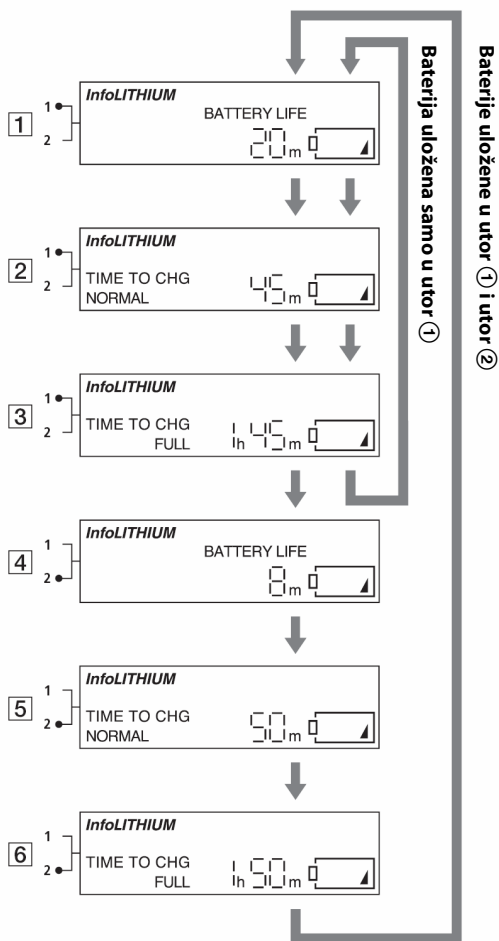 InfoLITHIUM
BATTERY LIFE
1
1 2
20m
InfoLITHIUM
TIME TO CHG
NORMAL
2
1 2
45m
InfoLITHIUM
TIME TO CHG
FULL
3
1 2
1h 45m
InfoLITHIUM
BATTERY LIFE
4
1 2
8m
InfoLITHIUM
TIME TO CHG
NORMAL
5
1 2
50m
InfoLITHIUM
TIME TO CHG
FULL
6
1 2
1h 50m
Baterija uložena samo u utor ①
Baterije uložene u utor ① i utor ②